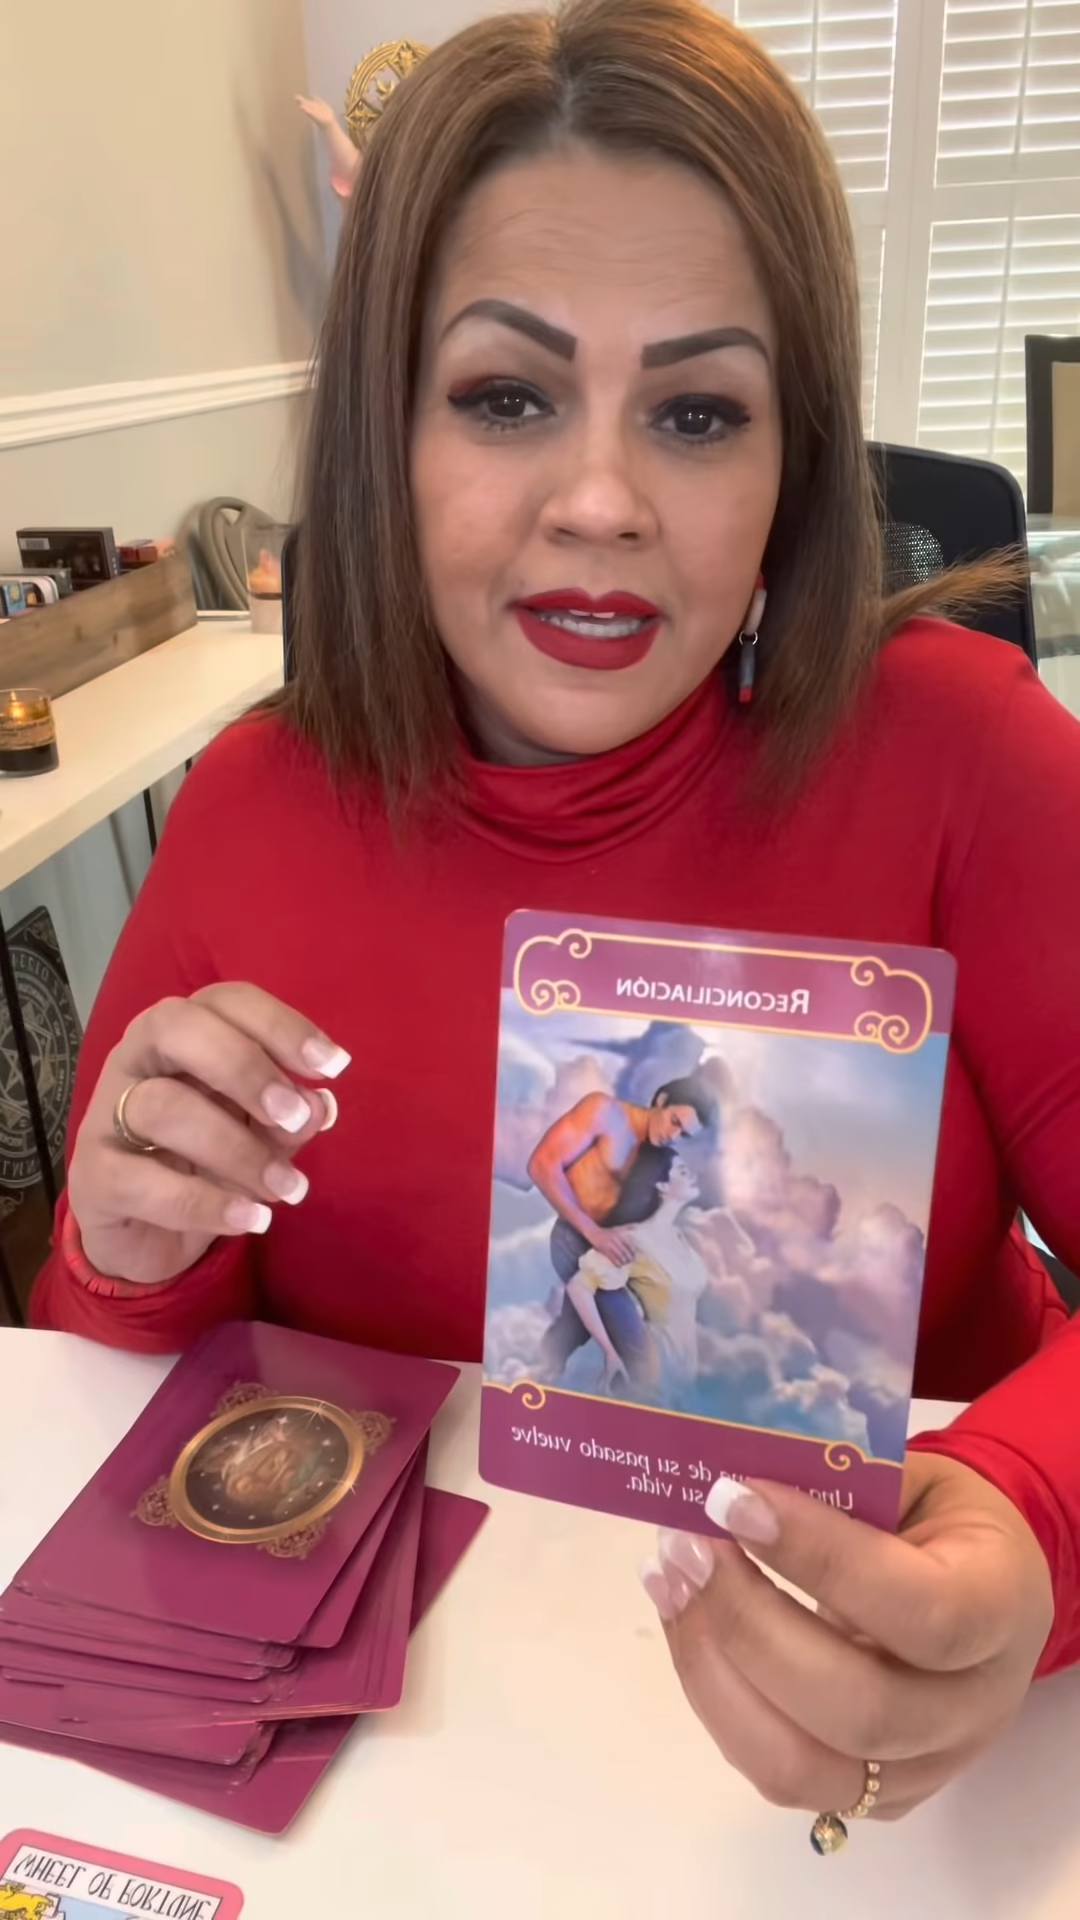 RECONCILIACIÓN
Una de su pasado vuelve
su vida.
WHEEL OF FORTUNE